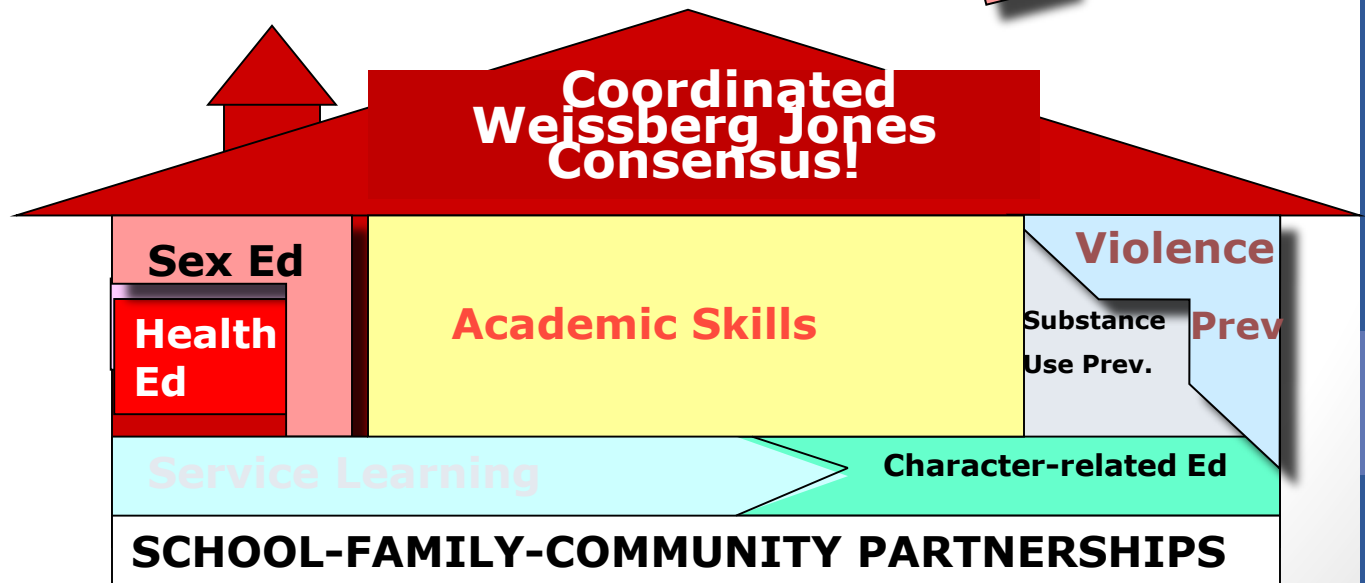 Coordinated
Weissberg Jones
Consensus!
Sex Ed
Health
Ed
Academic Skills
Violence
Prev
Substance
Use Prev.
Service Learning
Character-related Ed
SCHOOL-FAMILY-COMMUNITY PARTNERSHIPS